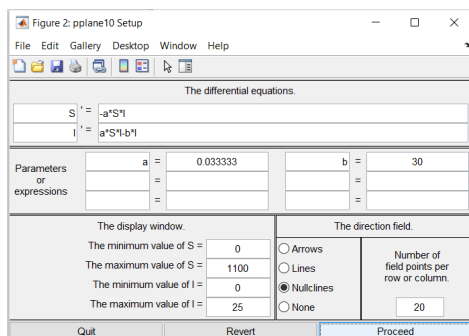 Figure 2: pplane10 Setup
File Edit Gallery Desktop Window Help
The differential equations.
S ' = -a*S*I
I ' = a*S*I-b*I
Parameters
or
expressions
a = 0.033333 b = 30
= =
= =
The display window.
The minimum value of S = 0
The maximum value of S = 1100
The minimum value of I = 0
The maximum value of I = 25
The direction field.
Arrows
Lines
Nullclines
None
Number of
field points per
row or column.
20
Quit Revert Proceed